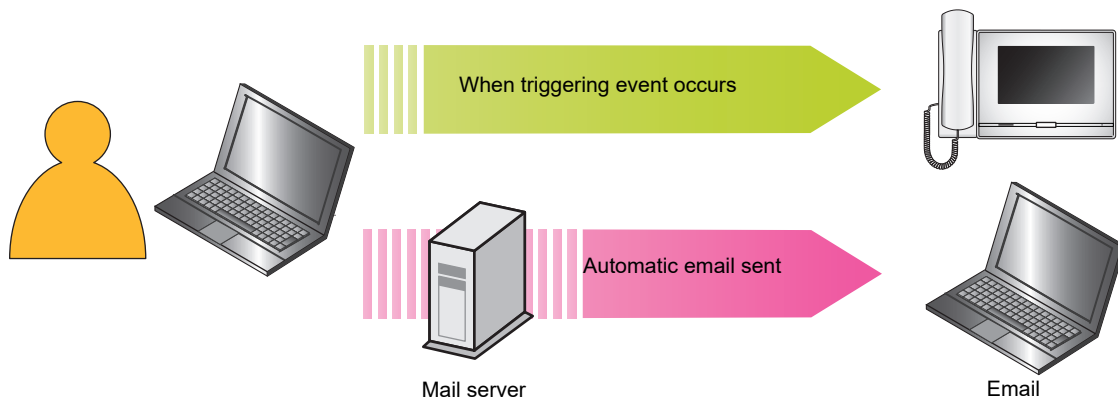 When triggering event occurs
Automatic email sent
Mail server
Email